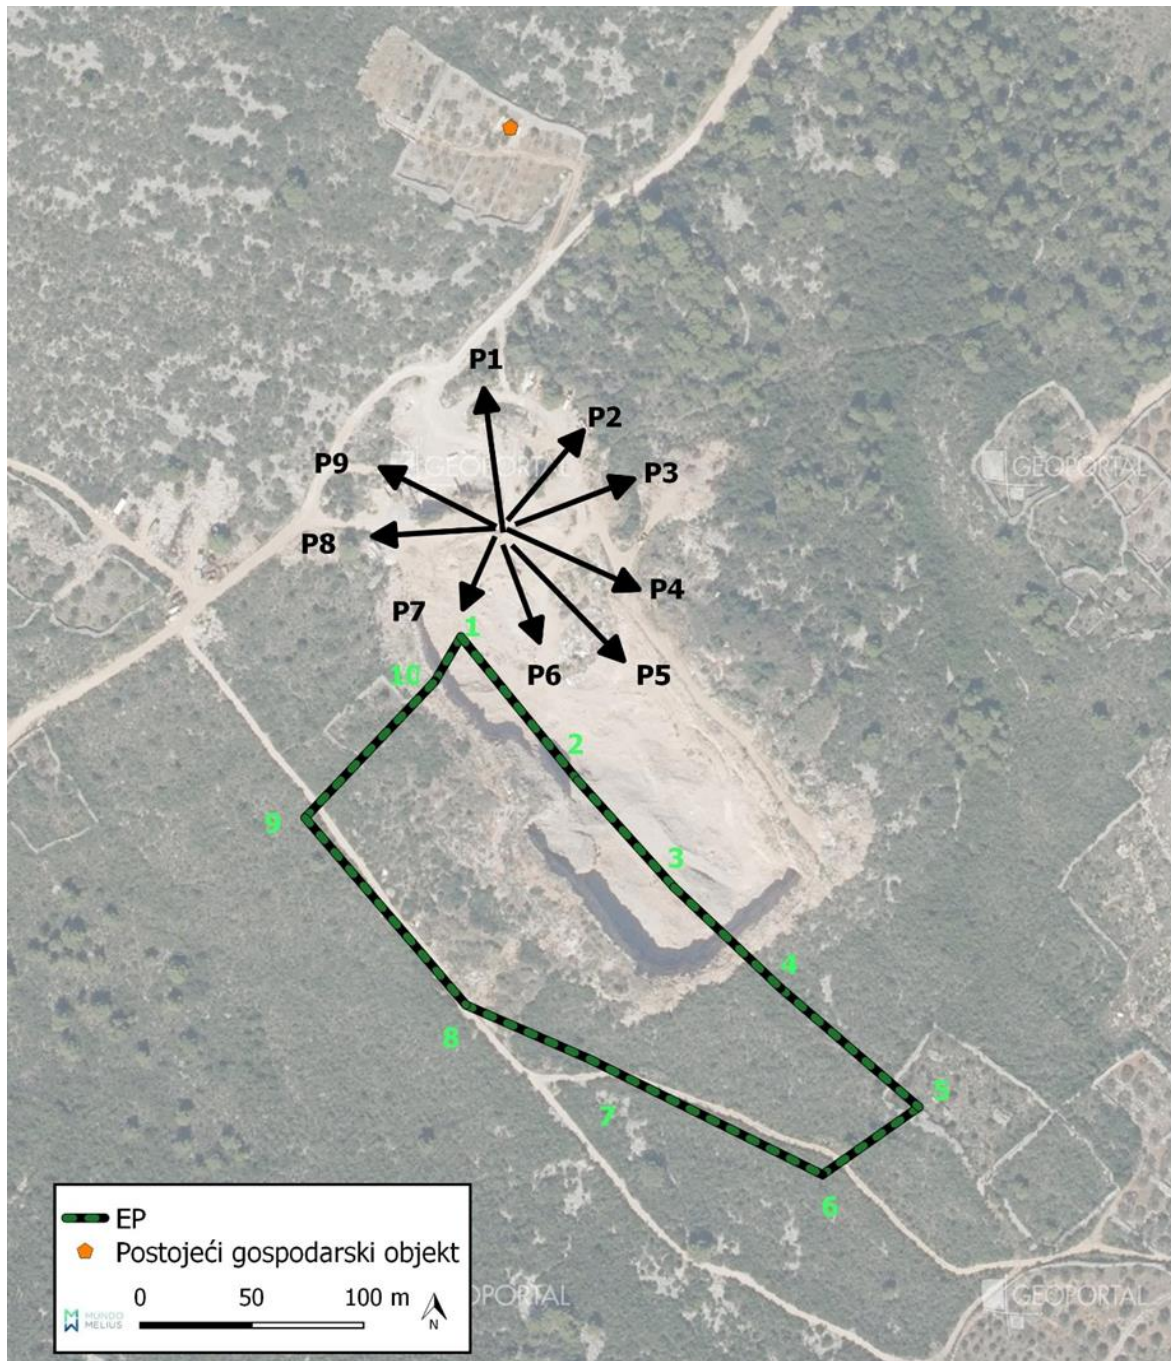 P1
P2
GEOPORTAL
P9
P3
GEOPORTAL
P8
P4
P7
1
P6
P5
10
2
9
3
4
8
5
7
6
EP
Postojeći gospodarski objekt
0 50 100 m
MUNDO
MELIUS
N
OPORTAL
GEOPORTAL